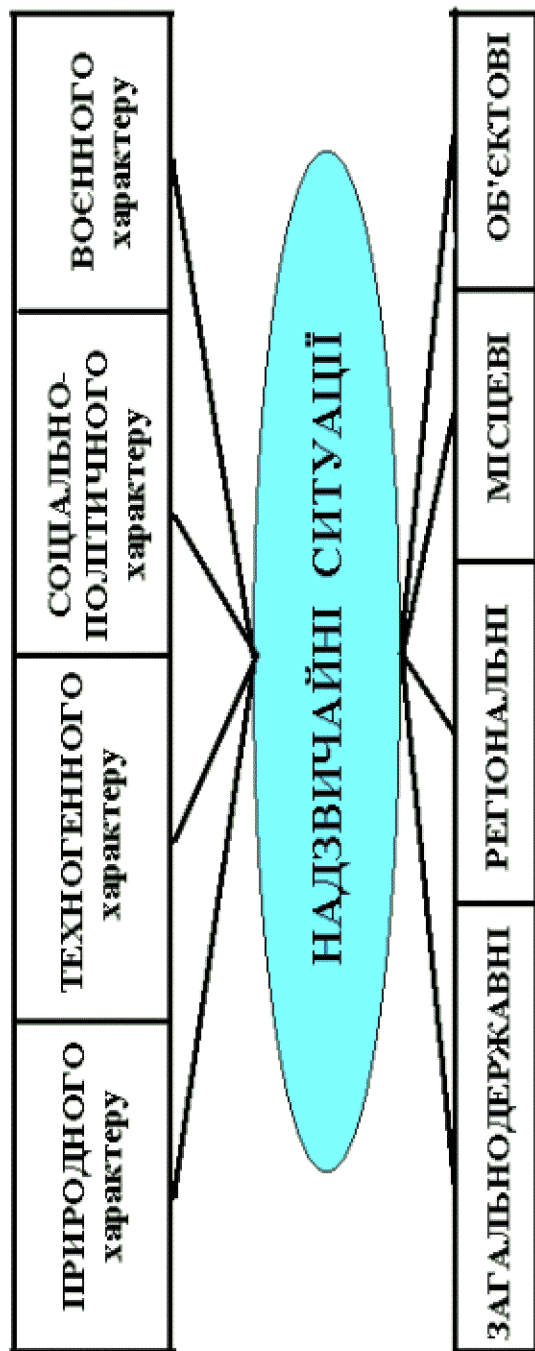 ПРИРОДНОГО
характеру
ТЕХНОГЕННОГО
характеру
СОЦІАЛЬНО-
ПОЛІТИЧНОГО
характеру
ВОЄННОГО
характеру
НАДЗВИЧАЙНІ СИТУАЦІЇ
ЗАГАЛЬНОДЕРЖАВНІ
РЕГІОНАЛЬНІ
МІСЦЕВІ
ОБ'ЄКТОВІ